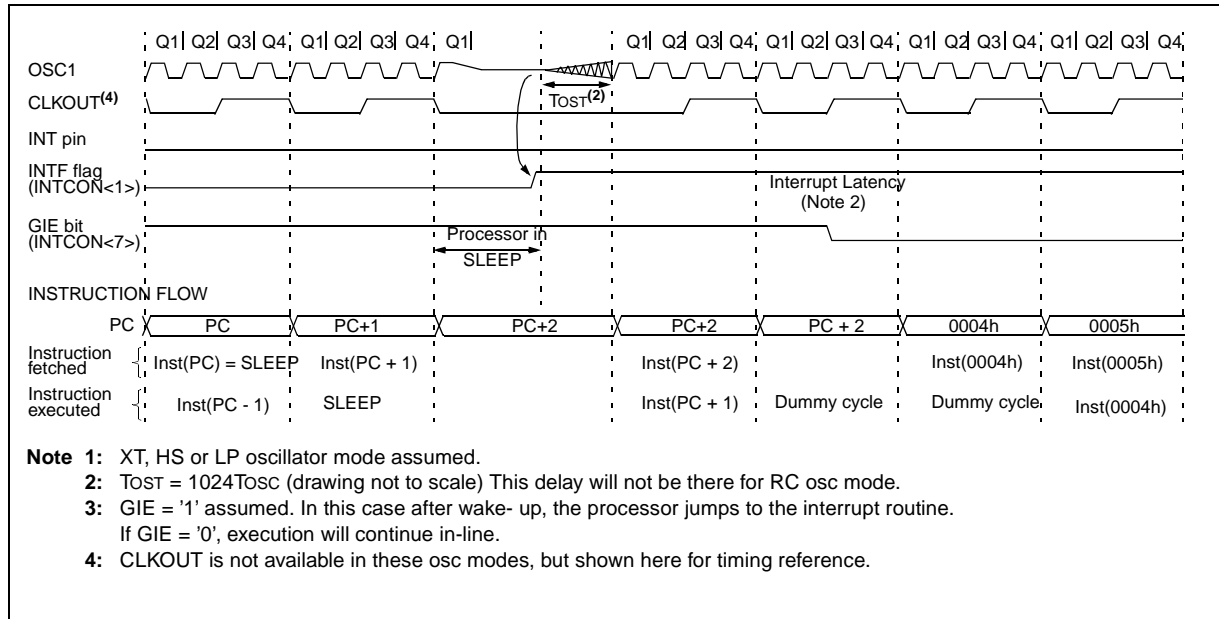 Q1 Q2 Q3 Q4 Q1 Q2 Q3 Q4 Q1 Q1 Q2 Q3 Q4 Q1 Q2 Q3 Q4 Q1 Q2 Q3 Q4 Q1 Q2 Q3 Q4
OSC1
CLKOUT(4)
TOST(2)
INT pin
INTF flag
(INTCON<1>)
Interrupt Latency
(Note 2)
GIE bit
(INTCON<7>)
Processor in
SLEEP
INSTRUCTION FLOW
PC PC PC+1 PC+2 PC+2 PC + 2 0004h 0005h
Instruction
fetched
Inst(PC) = SLEEP Inst(PC + 1) Inst(PC + 2) Inst(0004h) Inst(0005h)
Instruction
executed
Inst(PC - 1) SLEEP Inst(PC + 1) Dummy cycle Dummy cycle Inst(0004h)
Note 1: XT, HS or LP oscillator mode assumed.
2: TOST = 1024TOSC (drawing not to scale) This delay will not be there for RC osc mode.
3: GIE = '1' assumed. In this case after wake- up, the processor jumps to the interrupt routine.
If GIE = '0', execution will continue in-line.
4: CLKOUT is not available in these osc modes, but shown here for timing reference.